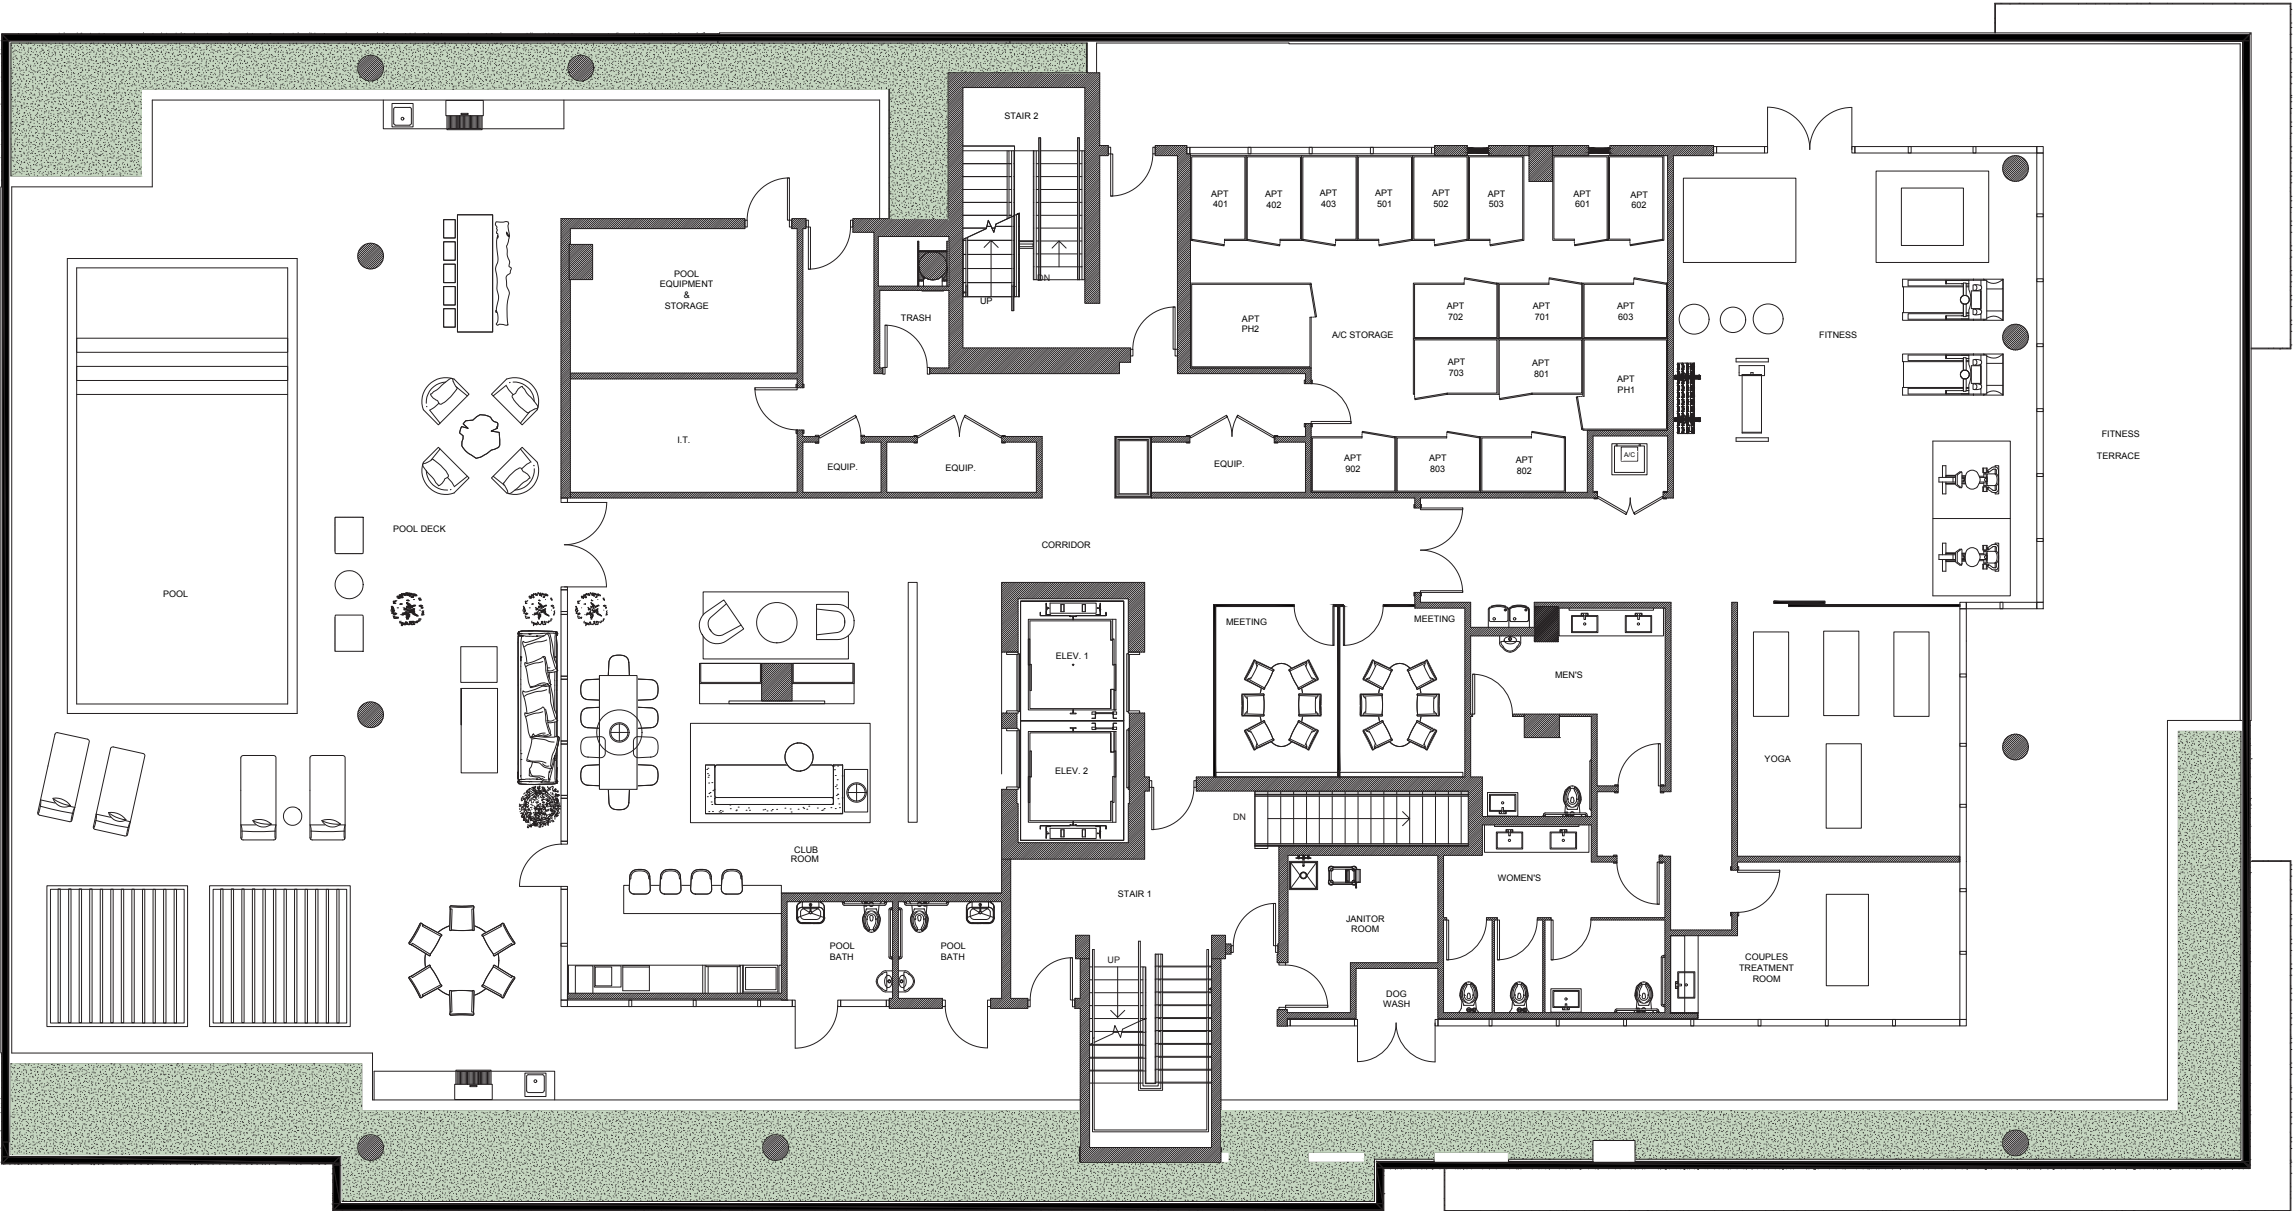 STAIR 2
APT
401
APT
402
APT
403
APT
501
APT
502
APT
503
APT
601
APT
602
POOL
EQUIPMENT
&
STORAGE
DN
UP
TRASH
APT
PH2
A/C STORAGE
APT
702
APT
701
APT
603
FITNESS
APT
703
APT
801
APT
PH1
I.T.
EQUIP.
EQUIP.
EQUIP.
APT
902
APT
803
APT
802
A/C
FITNESS
TERRACE
POOL DECK
CORRIDOR
POOL
MEETING
MEETING
ELEV. 1
MEN'S
ELEV. 2
YOGA
DN
CLUB
ROOM
STAIR 1
WOMEN'S
JANITOR
ROOM
POOL
BATH
POOL
BATH
UP
COUPLES
TREATMENT
ROOM
DOG
WASH